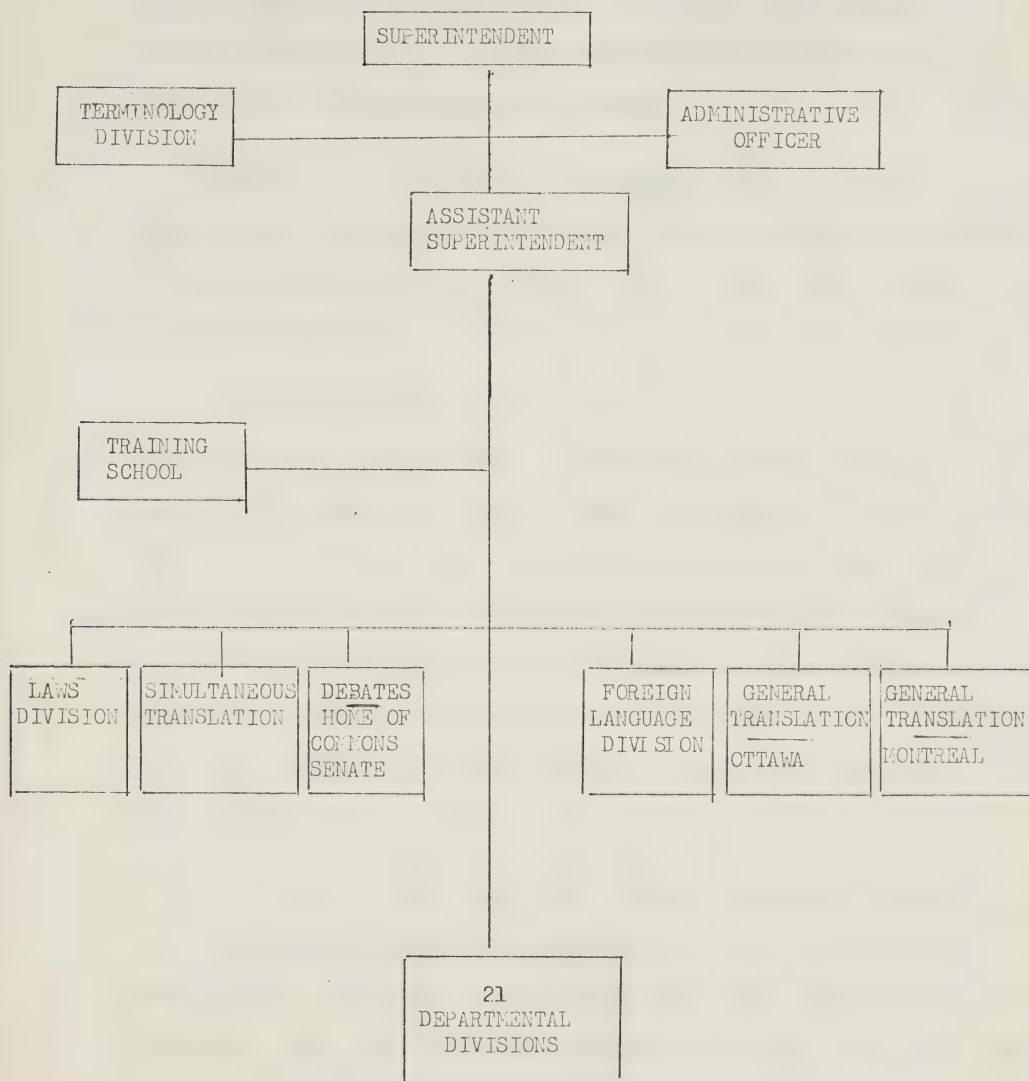 SUPERINTENDENT
TERMINOLOGY
DIVISION
ADMINISTRATIVE
OFFICER
ASSISTANT
SUPERINTENDENT
TRAINING
SCHOOL
LAWS
DIVISION
SIMULTANEOUS
TRANSLATION
DEBATES
HOME OF
COMMONS
SENATE
FOREIGN
LANGUAGE
DIVISION
GENERAL
TRANSLATION
OTTAWA
GENERAL
TRANSLATION
MONTREAL
21
DEPARTMENTAL
DIVISIONS